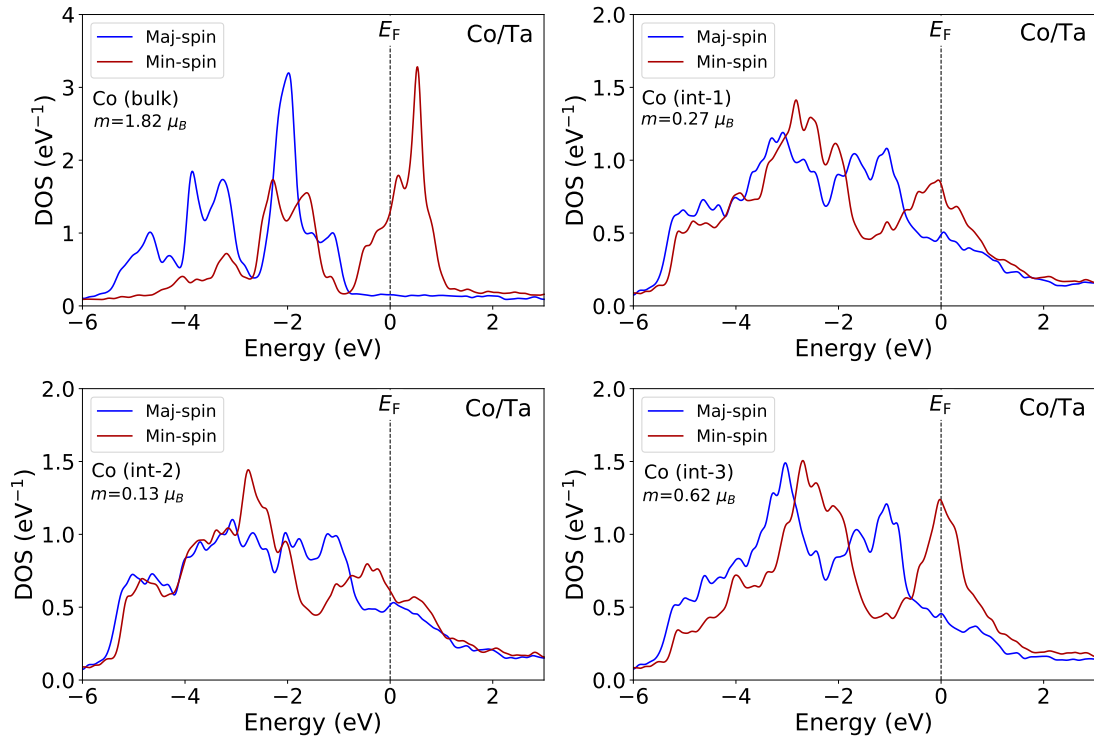 Maj-spin
Min-spin
E_F
Co/Ta
Co (bulk)
m=1.82 μ_B
DOS (eV⁻¹)
4
3
2
1
0
−6
−4
−2
0
2
Energy (eV)
Maj-spin
Min-spin
E_F
Co/Ta
Co (int-1)
m=0.27 μ_B
DOS (eV⁻¹)
2.0
1.5
1.0
0.5
0.0
−6
−4
−2
0
2
Energy (eV)
Maj-spin
Min-spin
E_F
Co/Ta
Co (int-2)
m=0.13 μ_B
DOS (eV⁻¹)
2.0
1.5
1.0
0.5
0.0
−6
−4
−2
0
2
Energy (eV)
Maj-spin
Min-spin
E_F
Co/Ta
Co (int-3)
m=0.62 μ_B
DOS (eV⁻¹)
2.0
1.5
1.0
0.5
0.0
−6
−4
−2
0
2
Energy (eV)